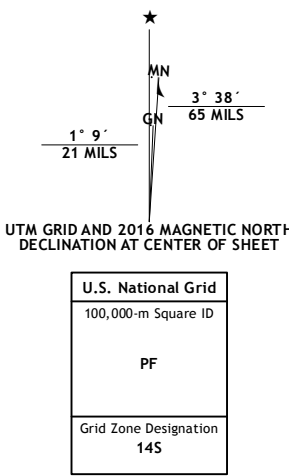 ★
MN
3° 38´
65 MILS
GN
1° 9´
21 MILS
UTM GRID AND 2016 MAGNETIC NORTH
DECLINATION AT CENTER OF SHEET
U.S. National Grid
100,000-m Square ID
PF
Grid Zone Designation
14S